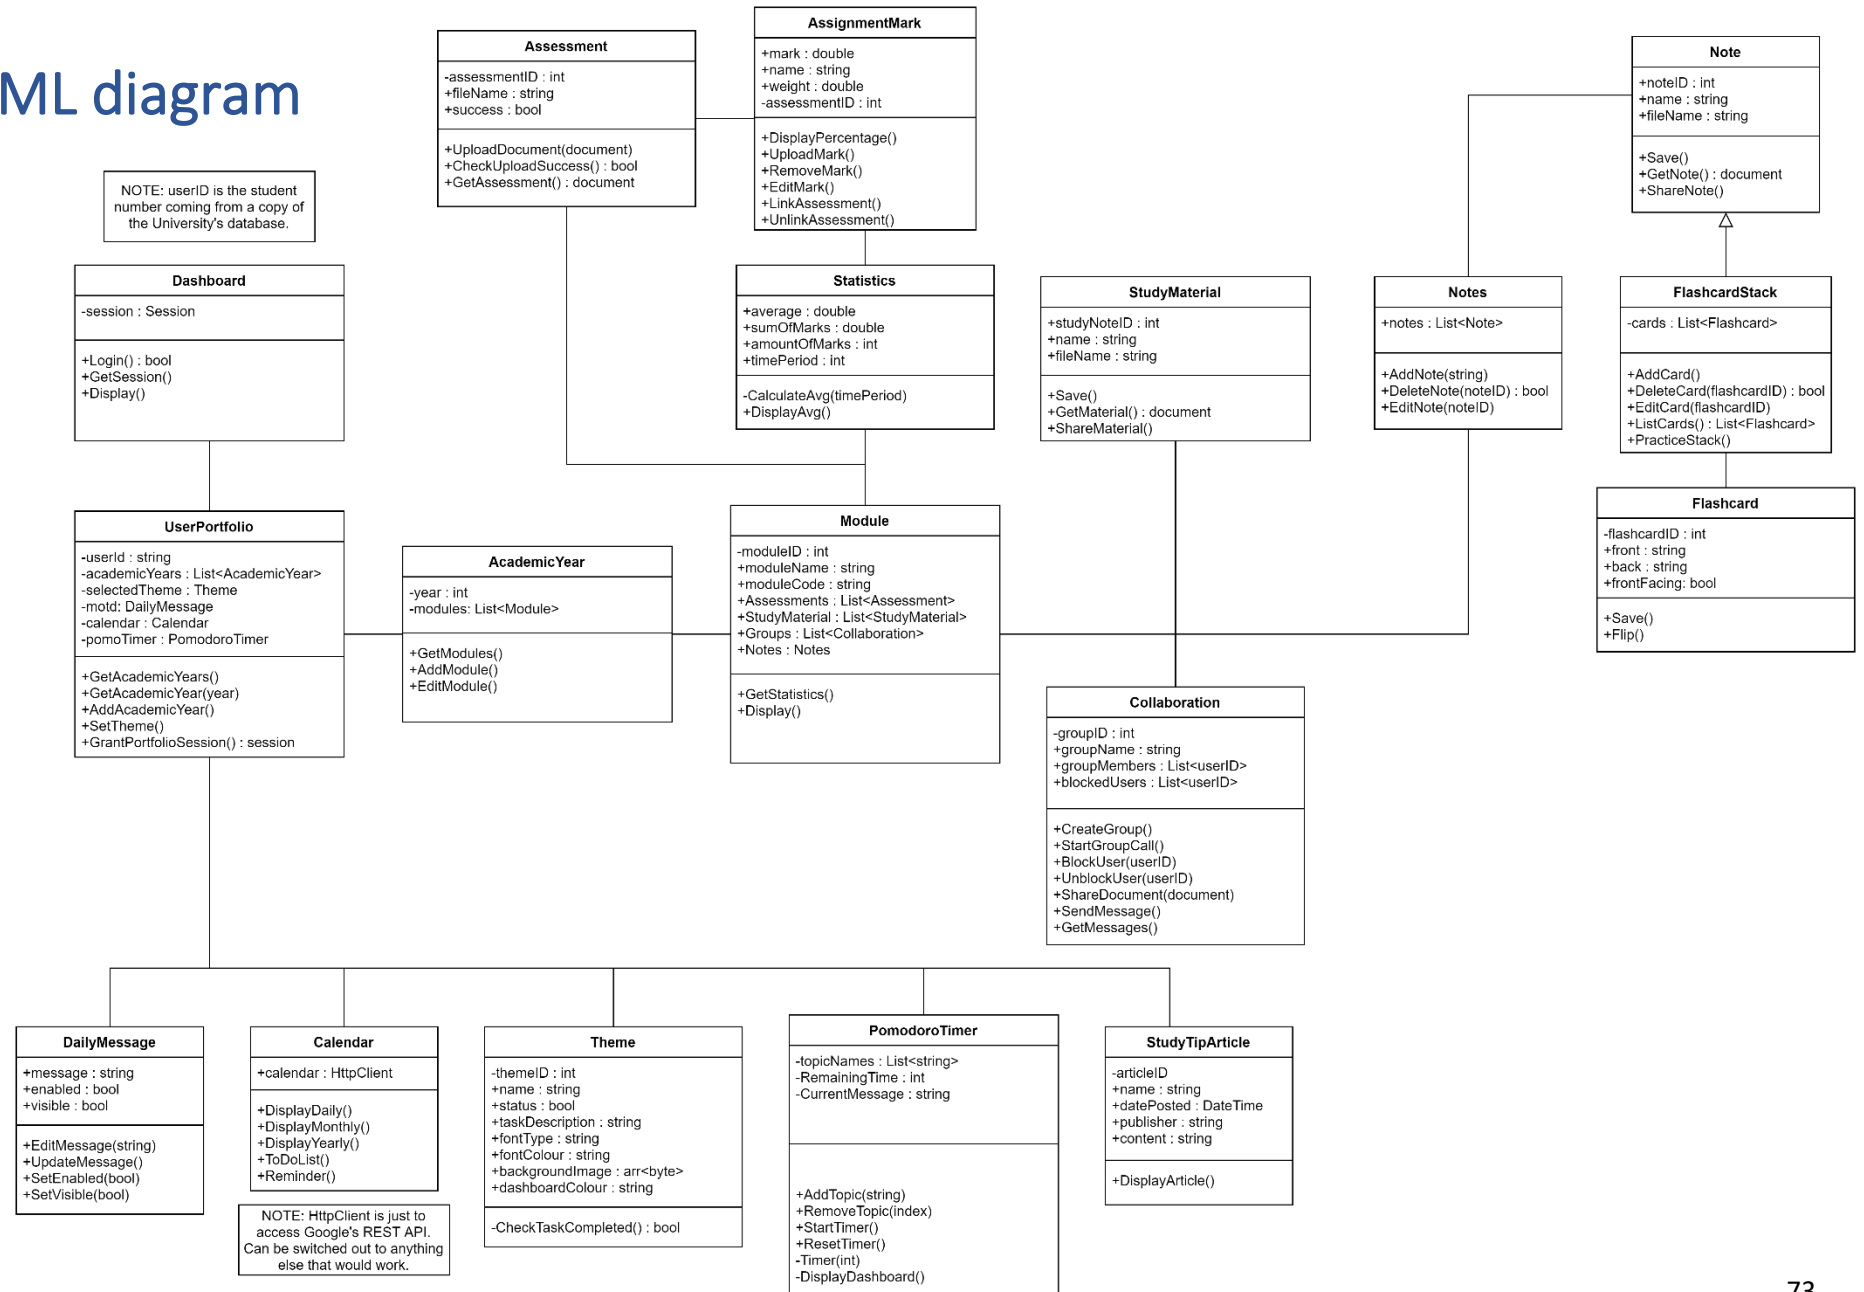 ML diagram
NOTE: userID is the student
number coming from a copy of
the University's database.
Assessment
-assessmentID : int
+fileName : string
+success : bool
+UploadDocument(document)
+CheckUploadSuccess() : bool
+GetAssessment() : document
AssignmentMark
+mark : double
+name : string
+weight : double
-assessmentID : int
+DisplayPercentage()
+UploadMark()
+RemoveMark()
+EditMark()
+LinkAssessment()
+UnlinkAssessment()
Note
+noteID : int
+name : string
+fileName : string
+Save()
+GetNote() : document
+ShareNote()
Dashboard
-session : Session
+Login() : bool
+GetSession()
+Display()
Statistics
+average : double
+sumOfMarks : double
+amountOfMarks : int
+timePeriod : int
-CalculateAvg(timePeriod)
+DisplayAvg()
StudyMaterial
+studyNoteID : int
+name : string
+fileName : string
+Save()
+GetMaterial() : document
+ShareMaterial()
Notes
+notes : List<Note>
+AddNote(string)
+DeleteNote(noteID) : bool
+EditNote(noteID)
FlashcardStack
-cards : List<Flashcard>
+AddCard()
+DeleteCard(flashcardID) : bool
+EditCard(flashcardID)
+ListCards() : List<Flashcard>
+PracticeStack()
Flashcard
-flashcardID : int
+front : string
+back : string
+frontFacing: bool
+Save()
+Flip()
UserPortfolio
-userId : string
-academicYears : List<AcademicYear>
-selectedTheme : Theme
-motd: DailyMessage
-calendar : Calendar
-pomoTimer : PomodoroTimer
+GetAcademicYears()
+GetAcademicYear(year)
+AddAcademicYear()
+SetTheme()
+GrantPortfolioSession() : session
AcademicYear
-year : int
-modules: List<Module>
+GetModules()
+AddModule()
+EditModule()
Module
-moduleID : int
+moduleName : string
+moduleCode : string
+Assessments : List<Assessment>
+StudyMaterial : List<StudyMaterial>
+Groups : List<Collaboration>
+Notes : Notes
+GetStatistics()
+Display()
Collaboration
-groupID : int
+groupName : string
+groupMembers : List<userID>
+blockedUsers : List<userID>
+CreateGroup()
+StartGroupCall()
+BlockUser(userID)
+UnblockUser(userID)
+ShareDocument(document)
+SendMessage()
+GetMessages()
DailyMessage
+message : string
+enabled : bool
+visible : bool
+EditMessage(string)
+UpdateMessage()
+SetEnabled(bool)
+SetVisible(bool)
Calendar
+calendar : HttpClient
+DisplayDaily()
+DisplayMonthly()
+DisplayYearly()
+ToDoList()
+Reminder()
NOTE: HttpClient is just to
access Google's REST API.
Can be switched out to anything
else that would work.
Theme
-themeID : int
+name : string
+status : bool
+taskDescription : string
+fontType : string
+fontColour : string
+backgroundImage : arr<byte>
+dashboardColour : string
-CheckTaskCompleted() : bool
PomodoroTimer
-topicNames : List<string>
-RemainingTime : int
-CurrentMessage : string
+AddTopic(string)
+RemoveTopic(index)
+StartTimer()
+ResetTimer()
-Timer(int)
-DisplayDashboard()
StudyTipArticle
-articleID
+name : string
+datePosted : DateTime
+publisher : string
+content : string
+DisplayArticle()
73